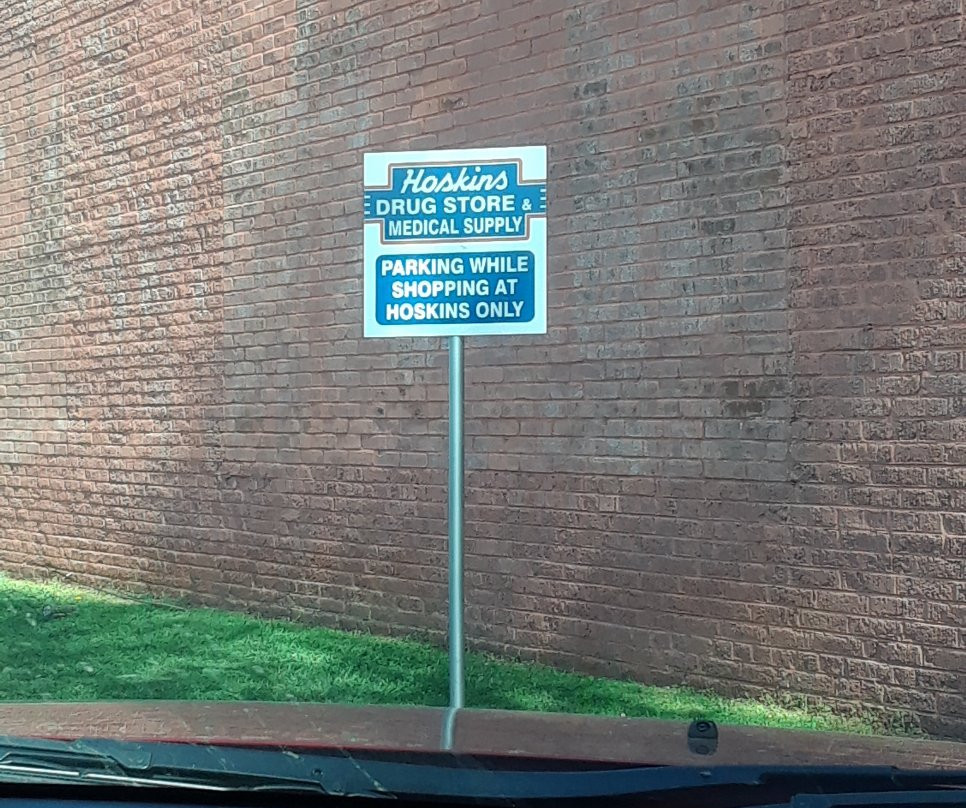 Hoskins
DRUG STORE &
MEDICAL SUPPLY
PARKING WHILE
SHOPPING AT
HOSKINS ONLY